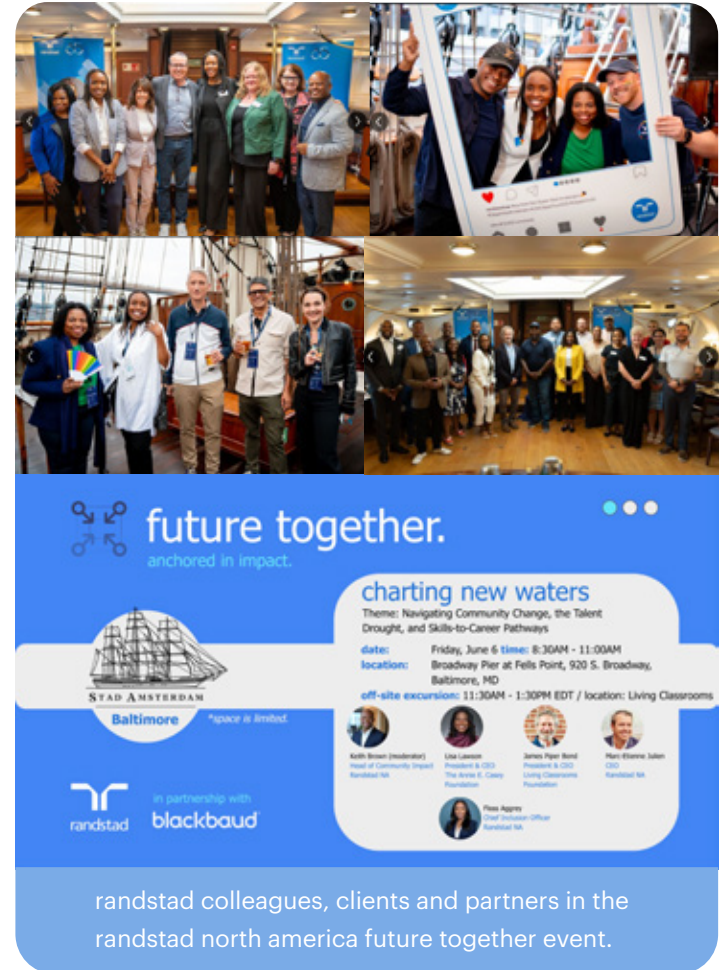 randstad
randstad
future together.
anchored in impact.
charting new waters
Theme: Navigating Community Change, the Talent
Drought, and Skills-to-Career Pathways
date: Friday, June 6 time: 8:30AM - 11:00AM
location: Broadway Pier at Fells Point, 920 S. Broadway,
Baltimore, MD
off-site excursion: 11:30AM - 1:30PM EDT / location: Living Classrooms
STAD AMSTERDAM
Baltimore
*space is limited.
Keith Brown (moderator)
Head of Community Impact
Randstad NA
Lisa Lawson
President & CEO
The Annie E. Casey
Foundation
James Piper Bond
President & CEO
Living Classrooms
Foundation
Marc-Etienne Julien
CEO
Randstad NA
Floss Aggrey
Chief Inclusion Officer
Randstad NA
randstad
in partnership with
blackbaud
randstad colleagues, clients and partners in the
randstad north america future together event.